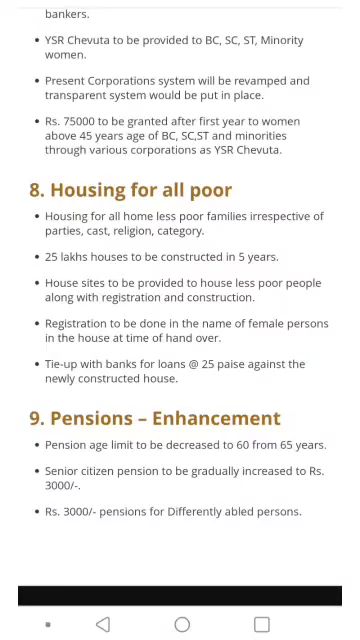 bankers.
• YSR Chevuta to be provided to BC, SC, ST, Minority
women.
• Present Corporations system will be revamped and
transparent system would be put in place.
• Rs. 75000 to be granted after first year to women
above 45 years age of BC, SC,ST and minorities
through various corporations as YSR Chevuta.
8. Housing for all poor
• Housing for all home less poor families irrespective of
parties, cast, religion, category.
• 25 lakhs houses to be constructed in 5 years.
• House sites to be provided to house less poor people
along with registration and construction.
• Registration to be done in the name of female persons
in the house at time of hand over.
• Tie-up with banks for loans @ 25 paise against the
newly constructed house.
9. Pensions – Enhancement
• Pension age limit to be decreased to 60 from 65 years.
• Senior citizen pension to be gradually increased to Rs.
3000/-.
• Rs. 3000/- pensions for Differently abled persons.